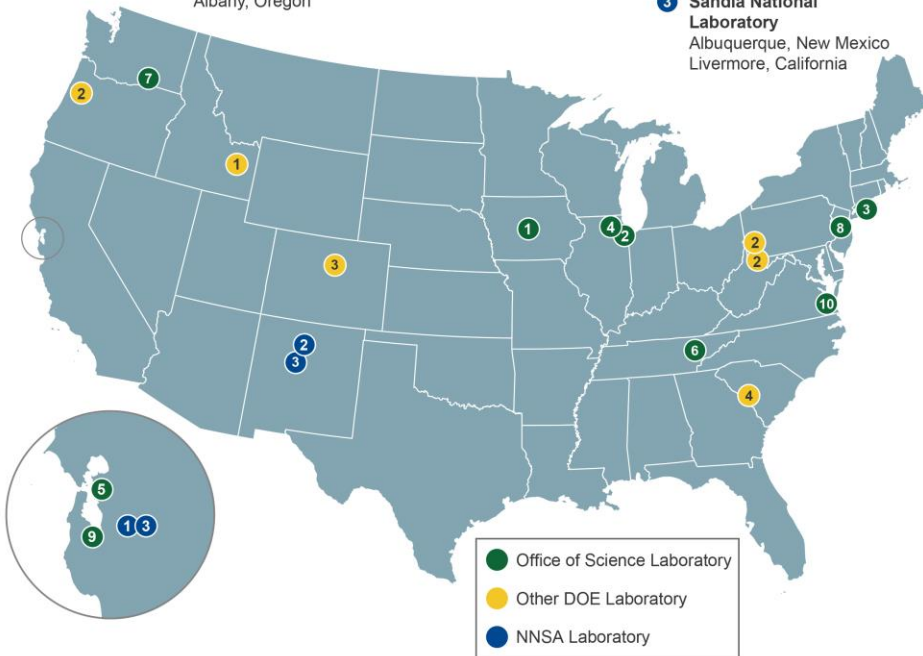 Albany, Oregon
3 Sandia National
Laboratory
Albuquerque, New Mexico
Livermore, California
7
2
1
3
2
3
1
4
2
3
8
2
2
10
6
4
5
1
3
9
Office of Science Laboratory
Other DOE Laboratory
NNSA Laboratory